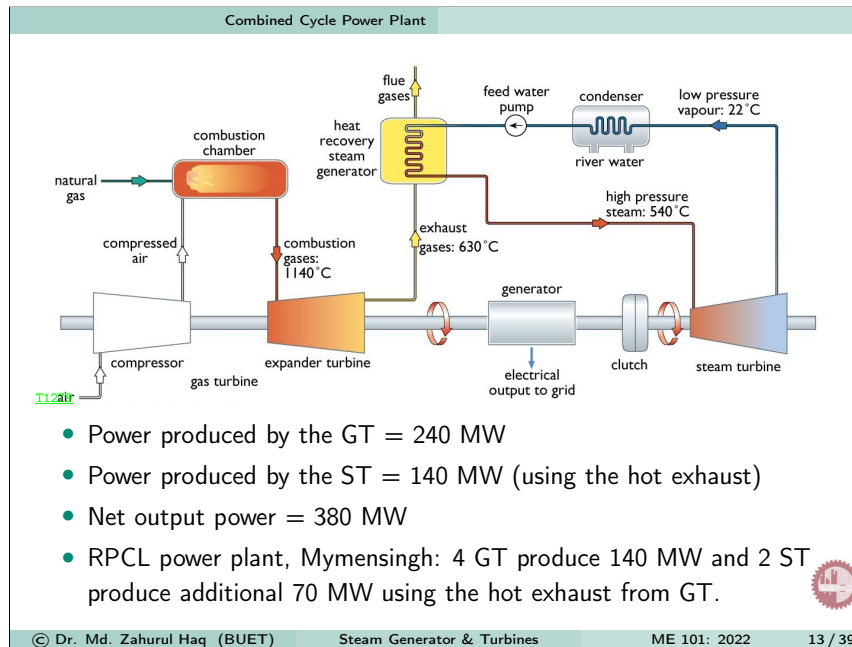 Combined Cycle Power Plant
flue
gases
feed water
pump
condenser
low pressure
vapour: 22°C
combustion
chamber
heat
recovery
steam
generator
river water
natural
gas
high pressure
steam: 540°C
compressed
air
combustion
gases:
1140°C
exhaust
gases: 630°C
generator
compressor
expander turbine
clutch
steam turbine
gas turbine
electrical
output to grid
air
• Power produced by the GT = 240 MW
• Power produced by the ST = 140 MW (using the hot exhaust)
• Net output power = 380 MW
• RPCL power plant, Mymensingh: 4 GT produce 140 MW and 2 ST
produce additional 70 MW using the hot exhaust from GT.
© Dr. Md. Zahurul Haq (BUET) Steam Generator & Turbines ME 101: 2022 13 / 39